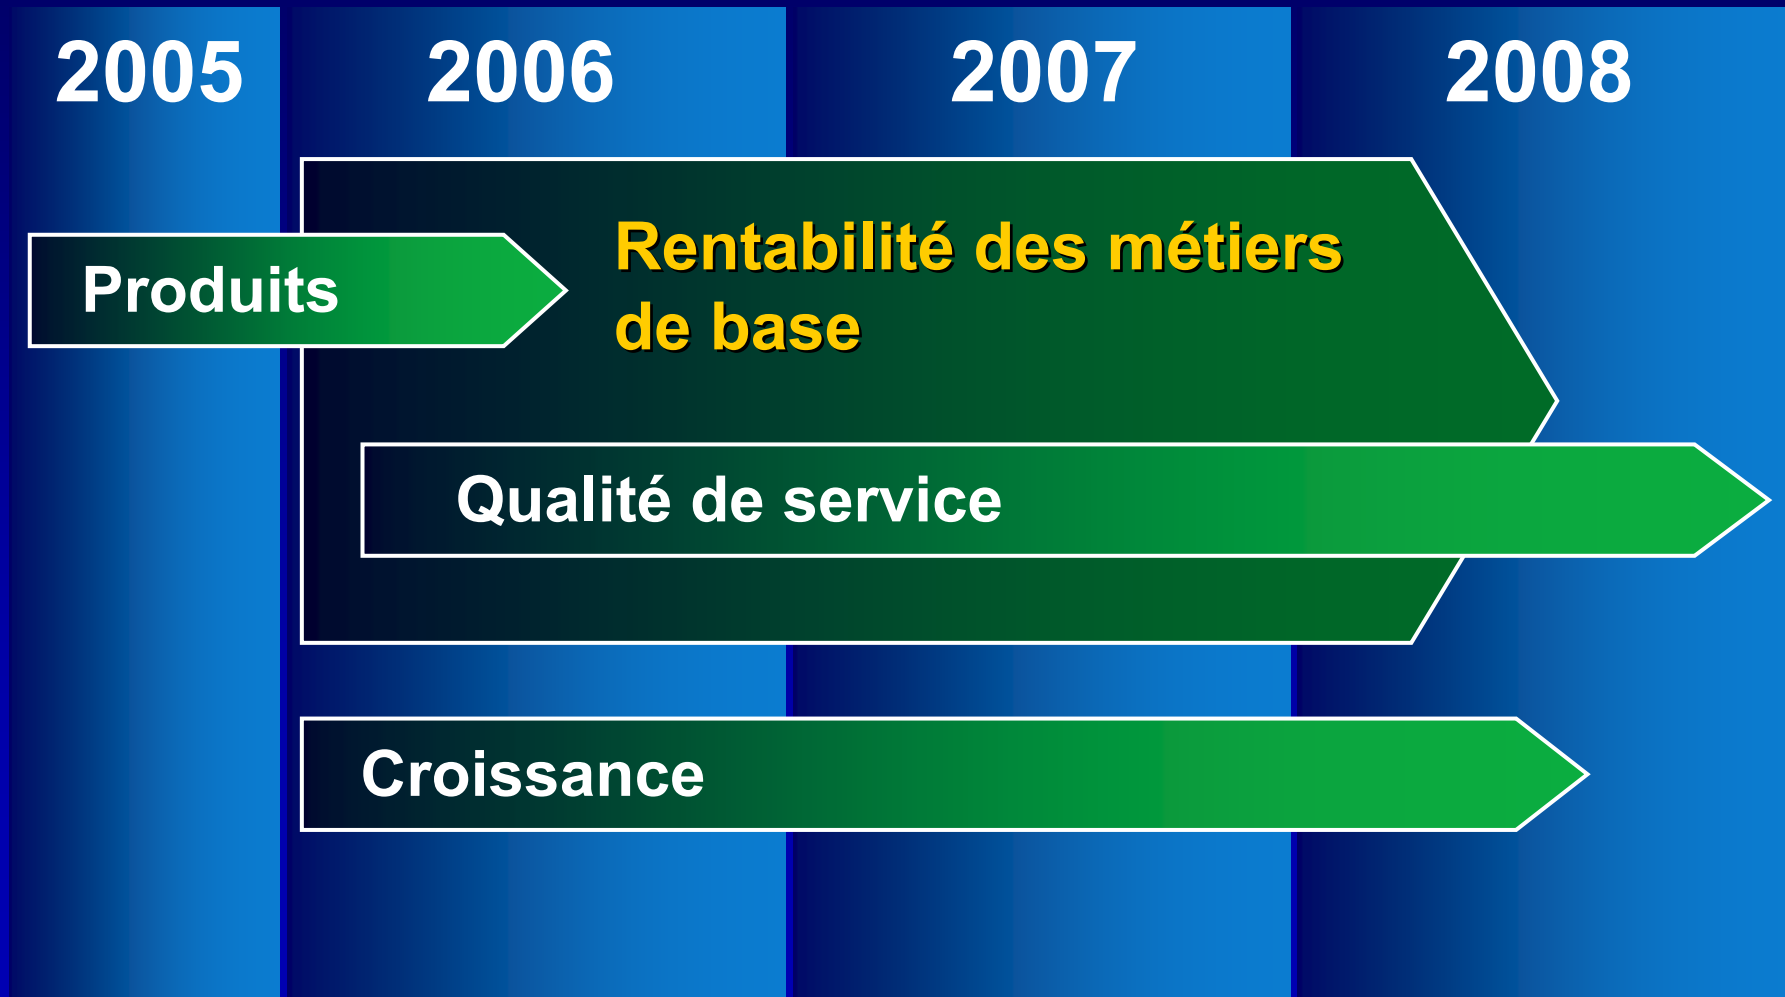 2005 2006 2007 2008
Rentabilité des métiers
de base
Produits
Qualité de service
Croissance